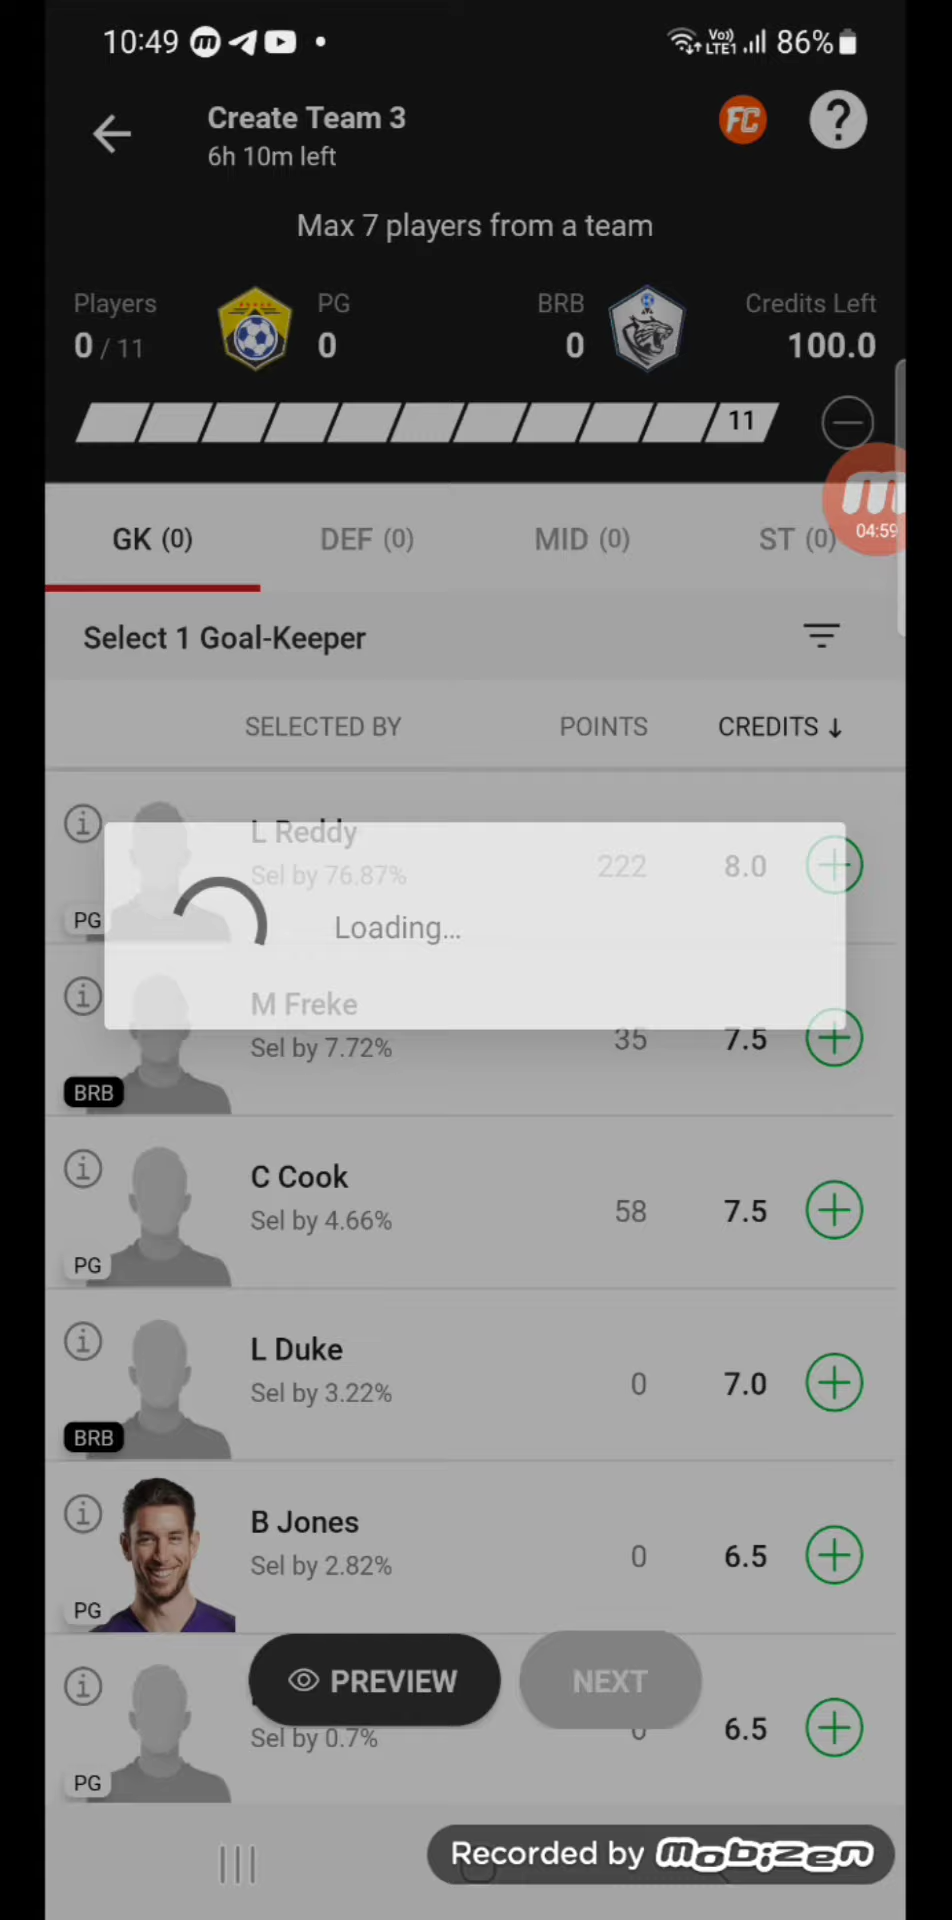 10:49
Vo))
LTE1
86%
Create Team 3
6h 10m left
FC
?
Max 7 players from a team
Players
PG
BRB
Credits Left
0 / 11
0
0
100.0
11
04:59
GK (0)
DEF (0)
MID (0)
ST (0)
Select 1 Goal-Keeper
SELECTED BY
POINTS
CREDITS ↓
L Reddy
Sel by 76.87%
222
8.0
PG
Loading...
M Freke
Sel by 7.72%
35
7.5
BRB
C Cook
Sel by 4.66%
58
7.5
PG
L Duke
Sel by 3.22%
0
7.0
BRB
B Jones
Sel by 2.82%
0
6.5
PG
PREVIEW
NEXT
Sel by 0.7%
0
6.5
PG
Recorded by mobizen